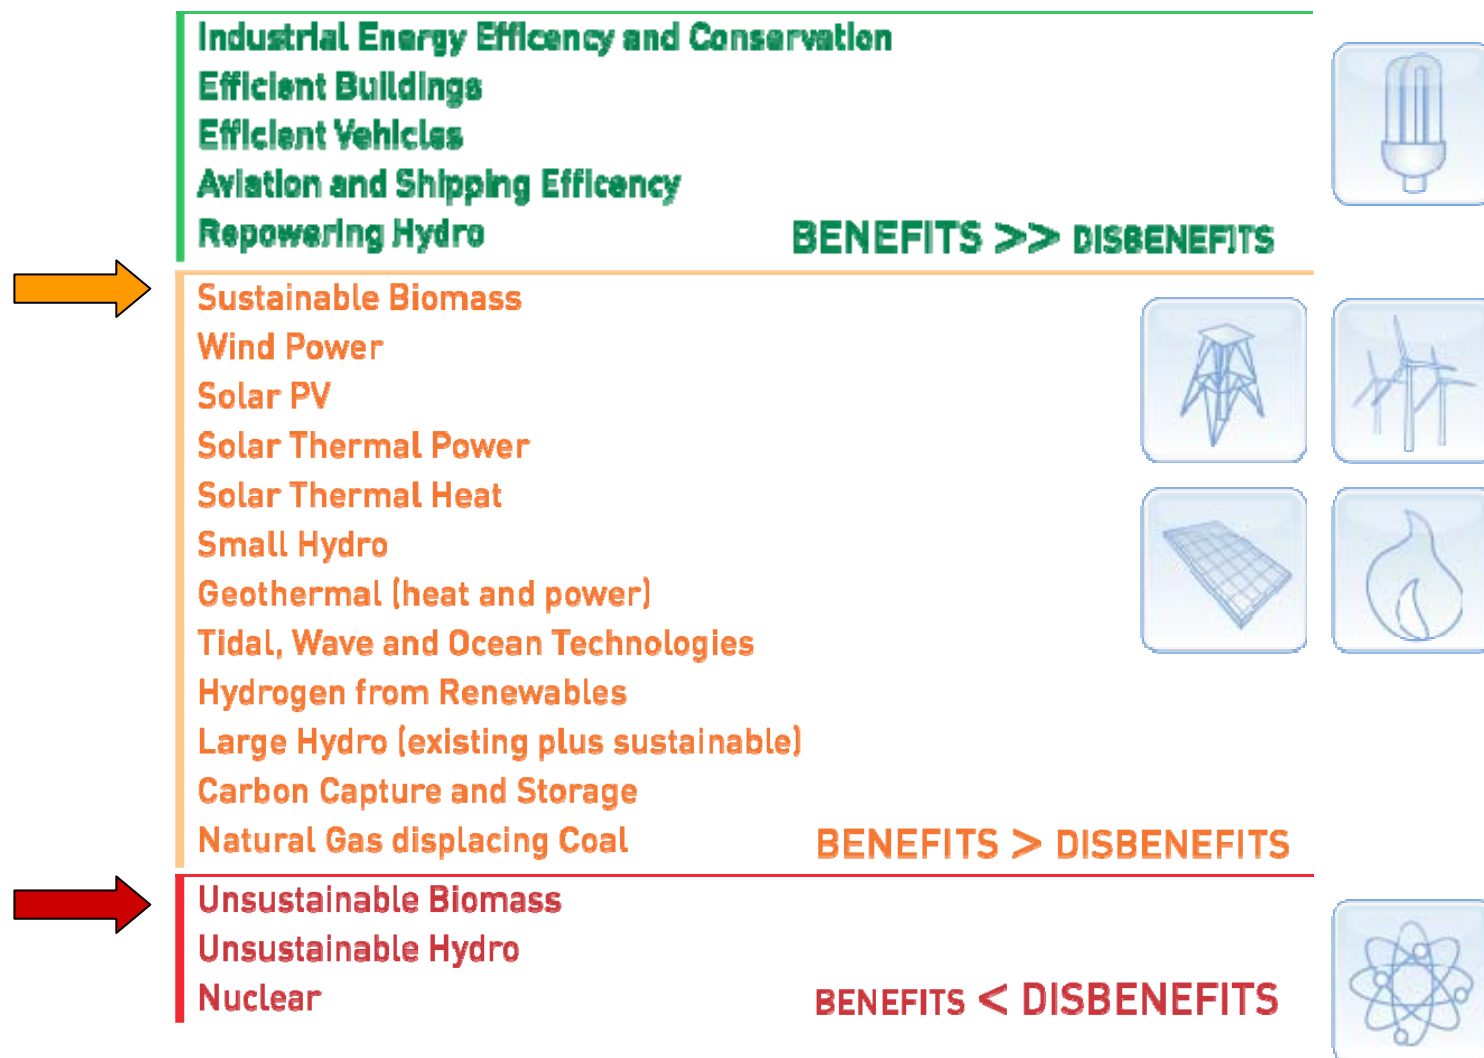 Industrial Energy Efficency and Conservation
Efficient Buildings
Efficient Vehicles
Aviation and Shipping Efficency
Repowering Hydro
BENEFITS >> DISBENEFITS
Sustainable Biomass
Wind Power
Solar PV
Solar Thermal Power
Solar Thermal Heat
Small Hydro
Geothermal (heat and power)
Tidal, Wave and Ocean Technologies
Hydrogen from Renewables
Large Hydro (existing plus sustainable)
Carbon Capture and Storage
Natural Gas displacing Coal
BENEFITS > DISBENEFITS
Unsustainable Biomass
Unsustainable Hydro
Nuclear
BENEFITS < DISBENEFITS